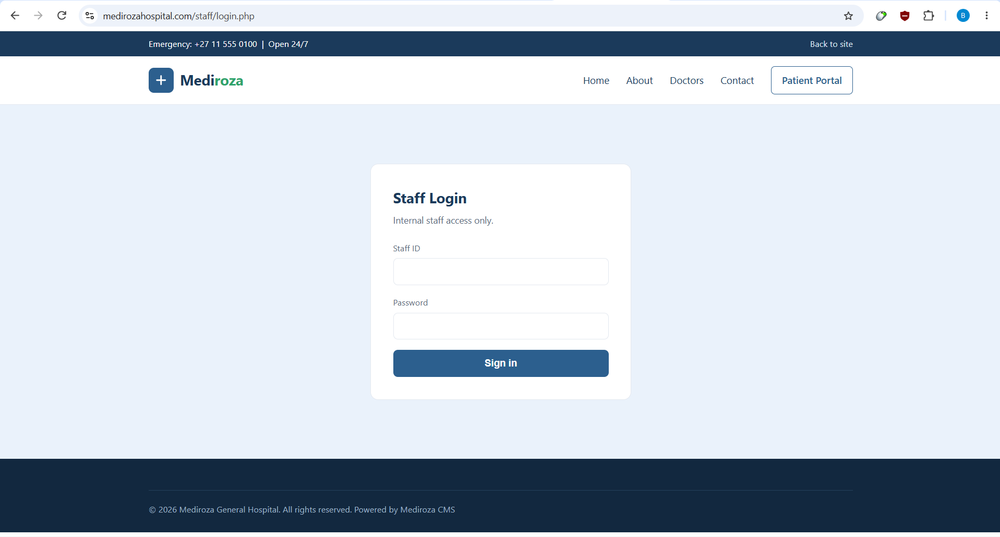 medirozahospital.com/staff/login.php
B
Emergency: +27 11 555 0100 | Open 24/7
Back to site
Mediroza
Home
About
Doctors
Contact
Patient Portal
Staff Login
Internal staff access only.
Staff ID
Password
Sign in
© 2026 Mediroza General Hospital. All rights reserved. Powered by Mediroza CMS